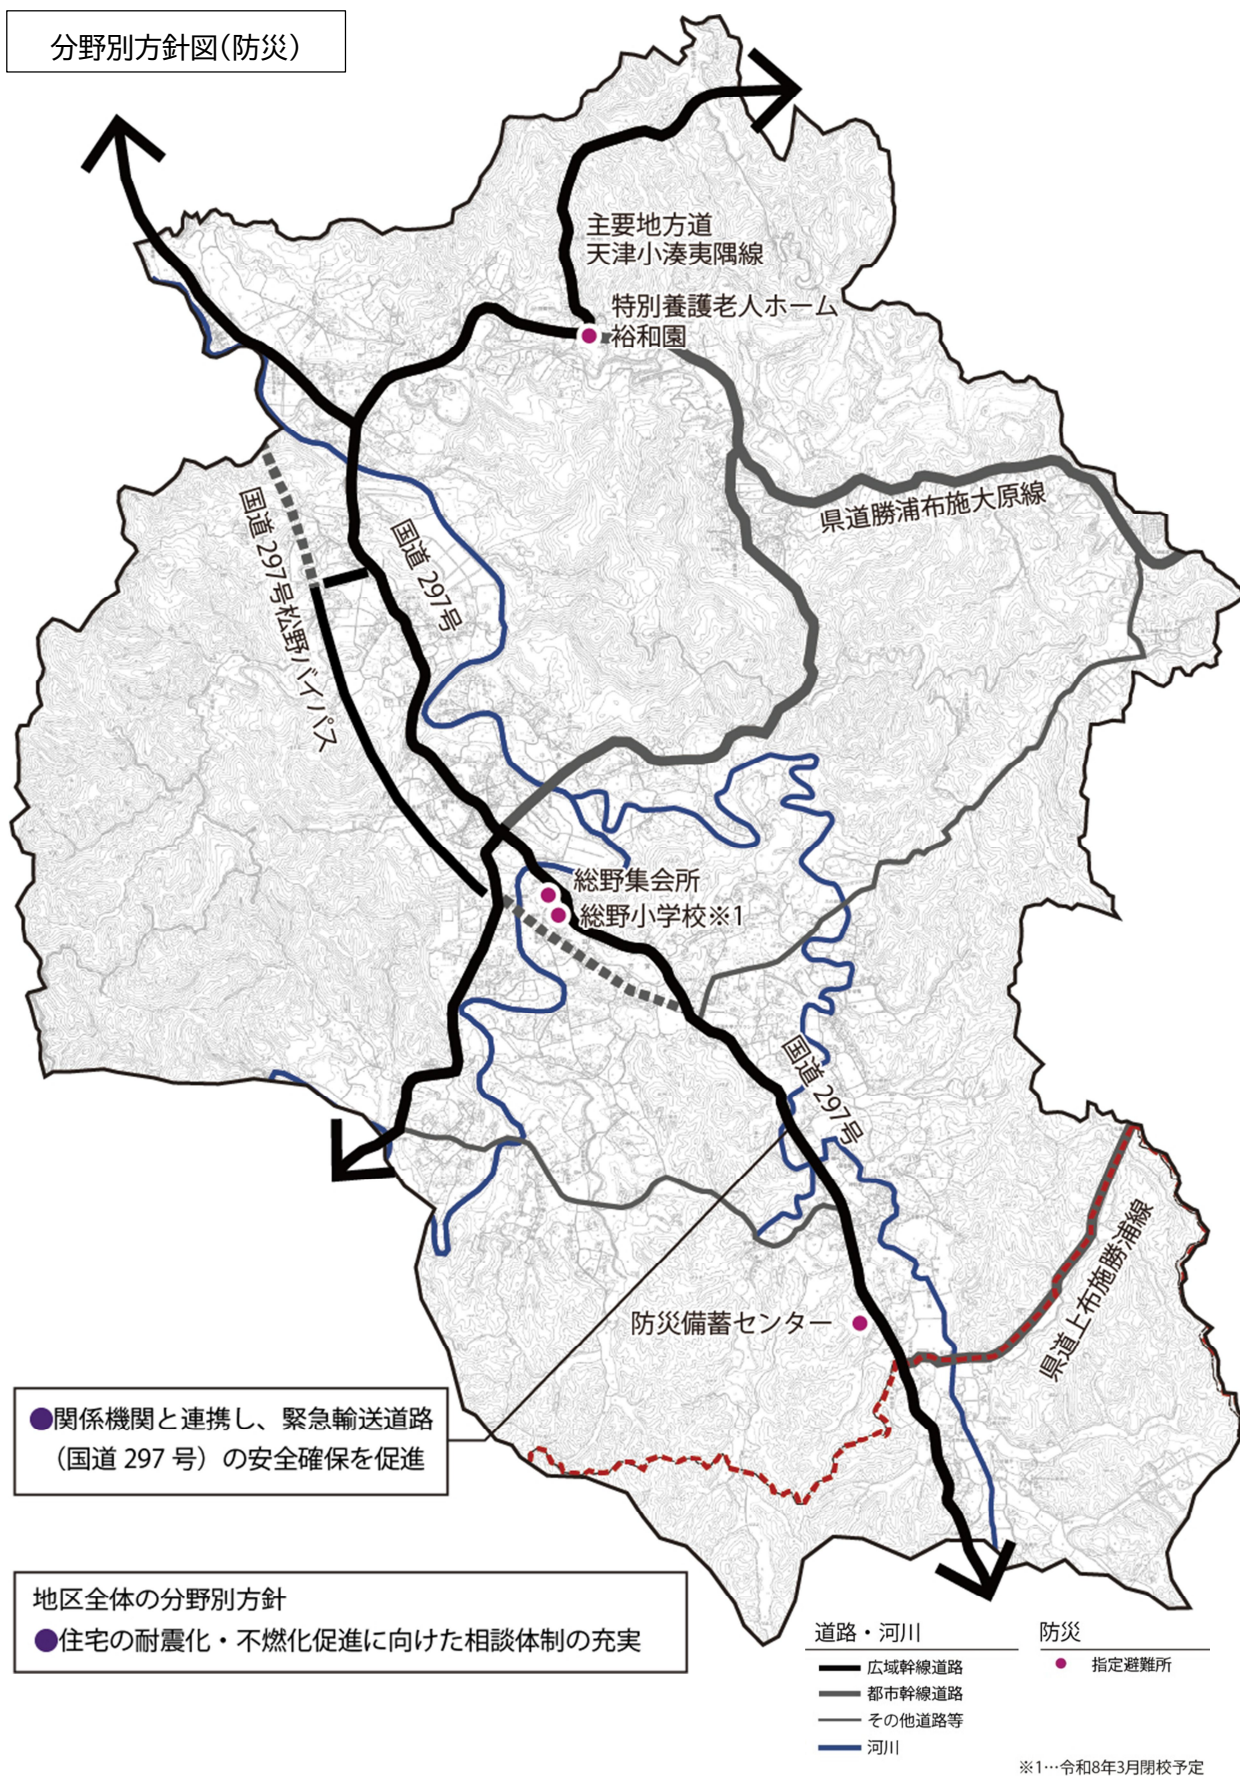 分野別方針図(防災)
主要地方道
天津小湊夷隅線
特別養護老人ホーム
裕和園
県道勝浦布施大原線
国道 297号
国道 297号松野バイパス
総野集会所
総野小学校※1
国道 297号
県道上布施勝浦線
防災備蓄センター
●関係機関と連携し、緊急輸送道路
（国道 297 号）の安全確保を促進
地区全体の分野別方針
●住宅の耐震化・不燃化促進に向けた相談体制の充実
道路・河川
広域幹線道路
都市幹線道路
その他道路等
河川
防災
指定避難所
※1…令和8年3月閉校予定